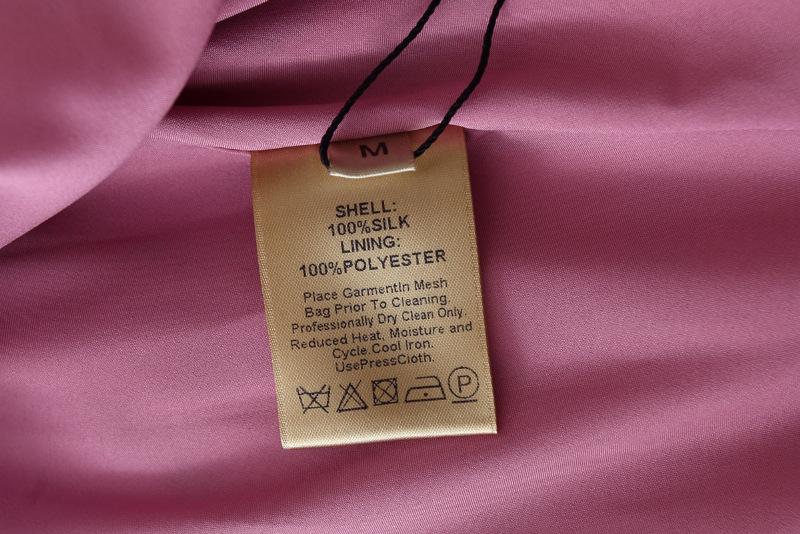 M
SHELL:
100%SILK
LINING:
100%POLYESTER
Place GarmentIn Mesh
Bag Prior To Cleaning.
Professionally Dry Clean Only.
Reduced Heat, Moisture and
Cycle.Cool Iron.
UsePressCloth.
P